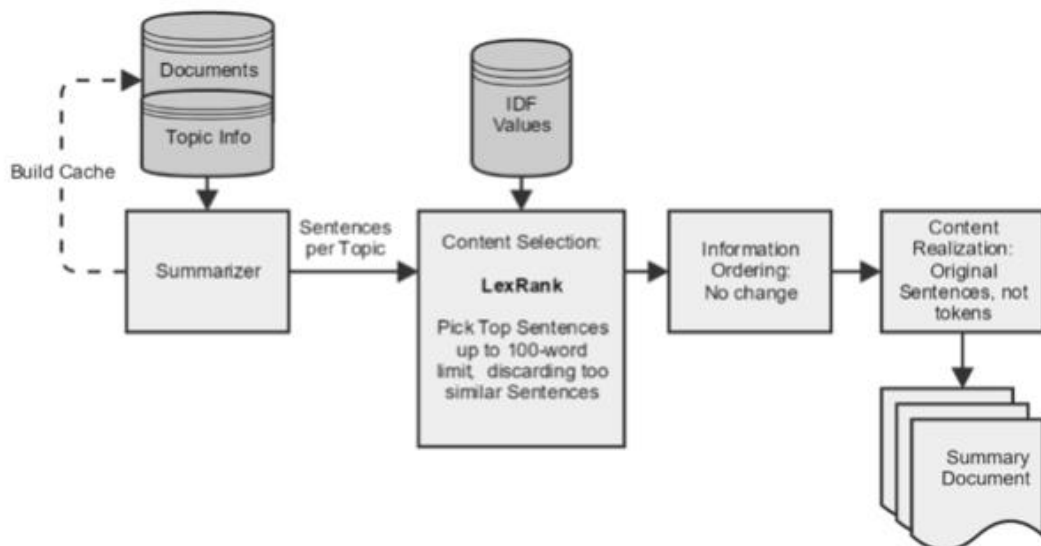 Documents
Topic Info
IDF
Values
Build Cache
Summarizer
Sentences
per Topic
Content Selection:
LexRank
Pick Top Sentences
up to 100-word
limit, discarding too
similar Sentences
Information
Ordering:
No change
Content
Realization:
Original
Sentences, not
tokens
Summary
Document